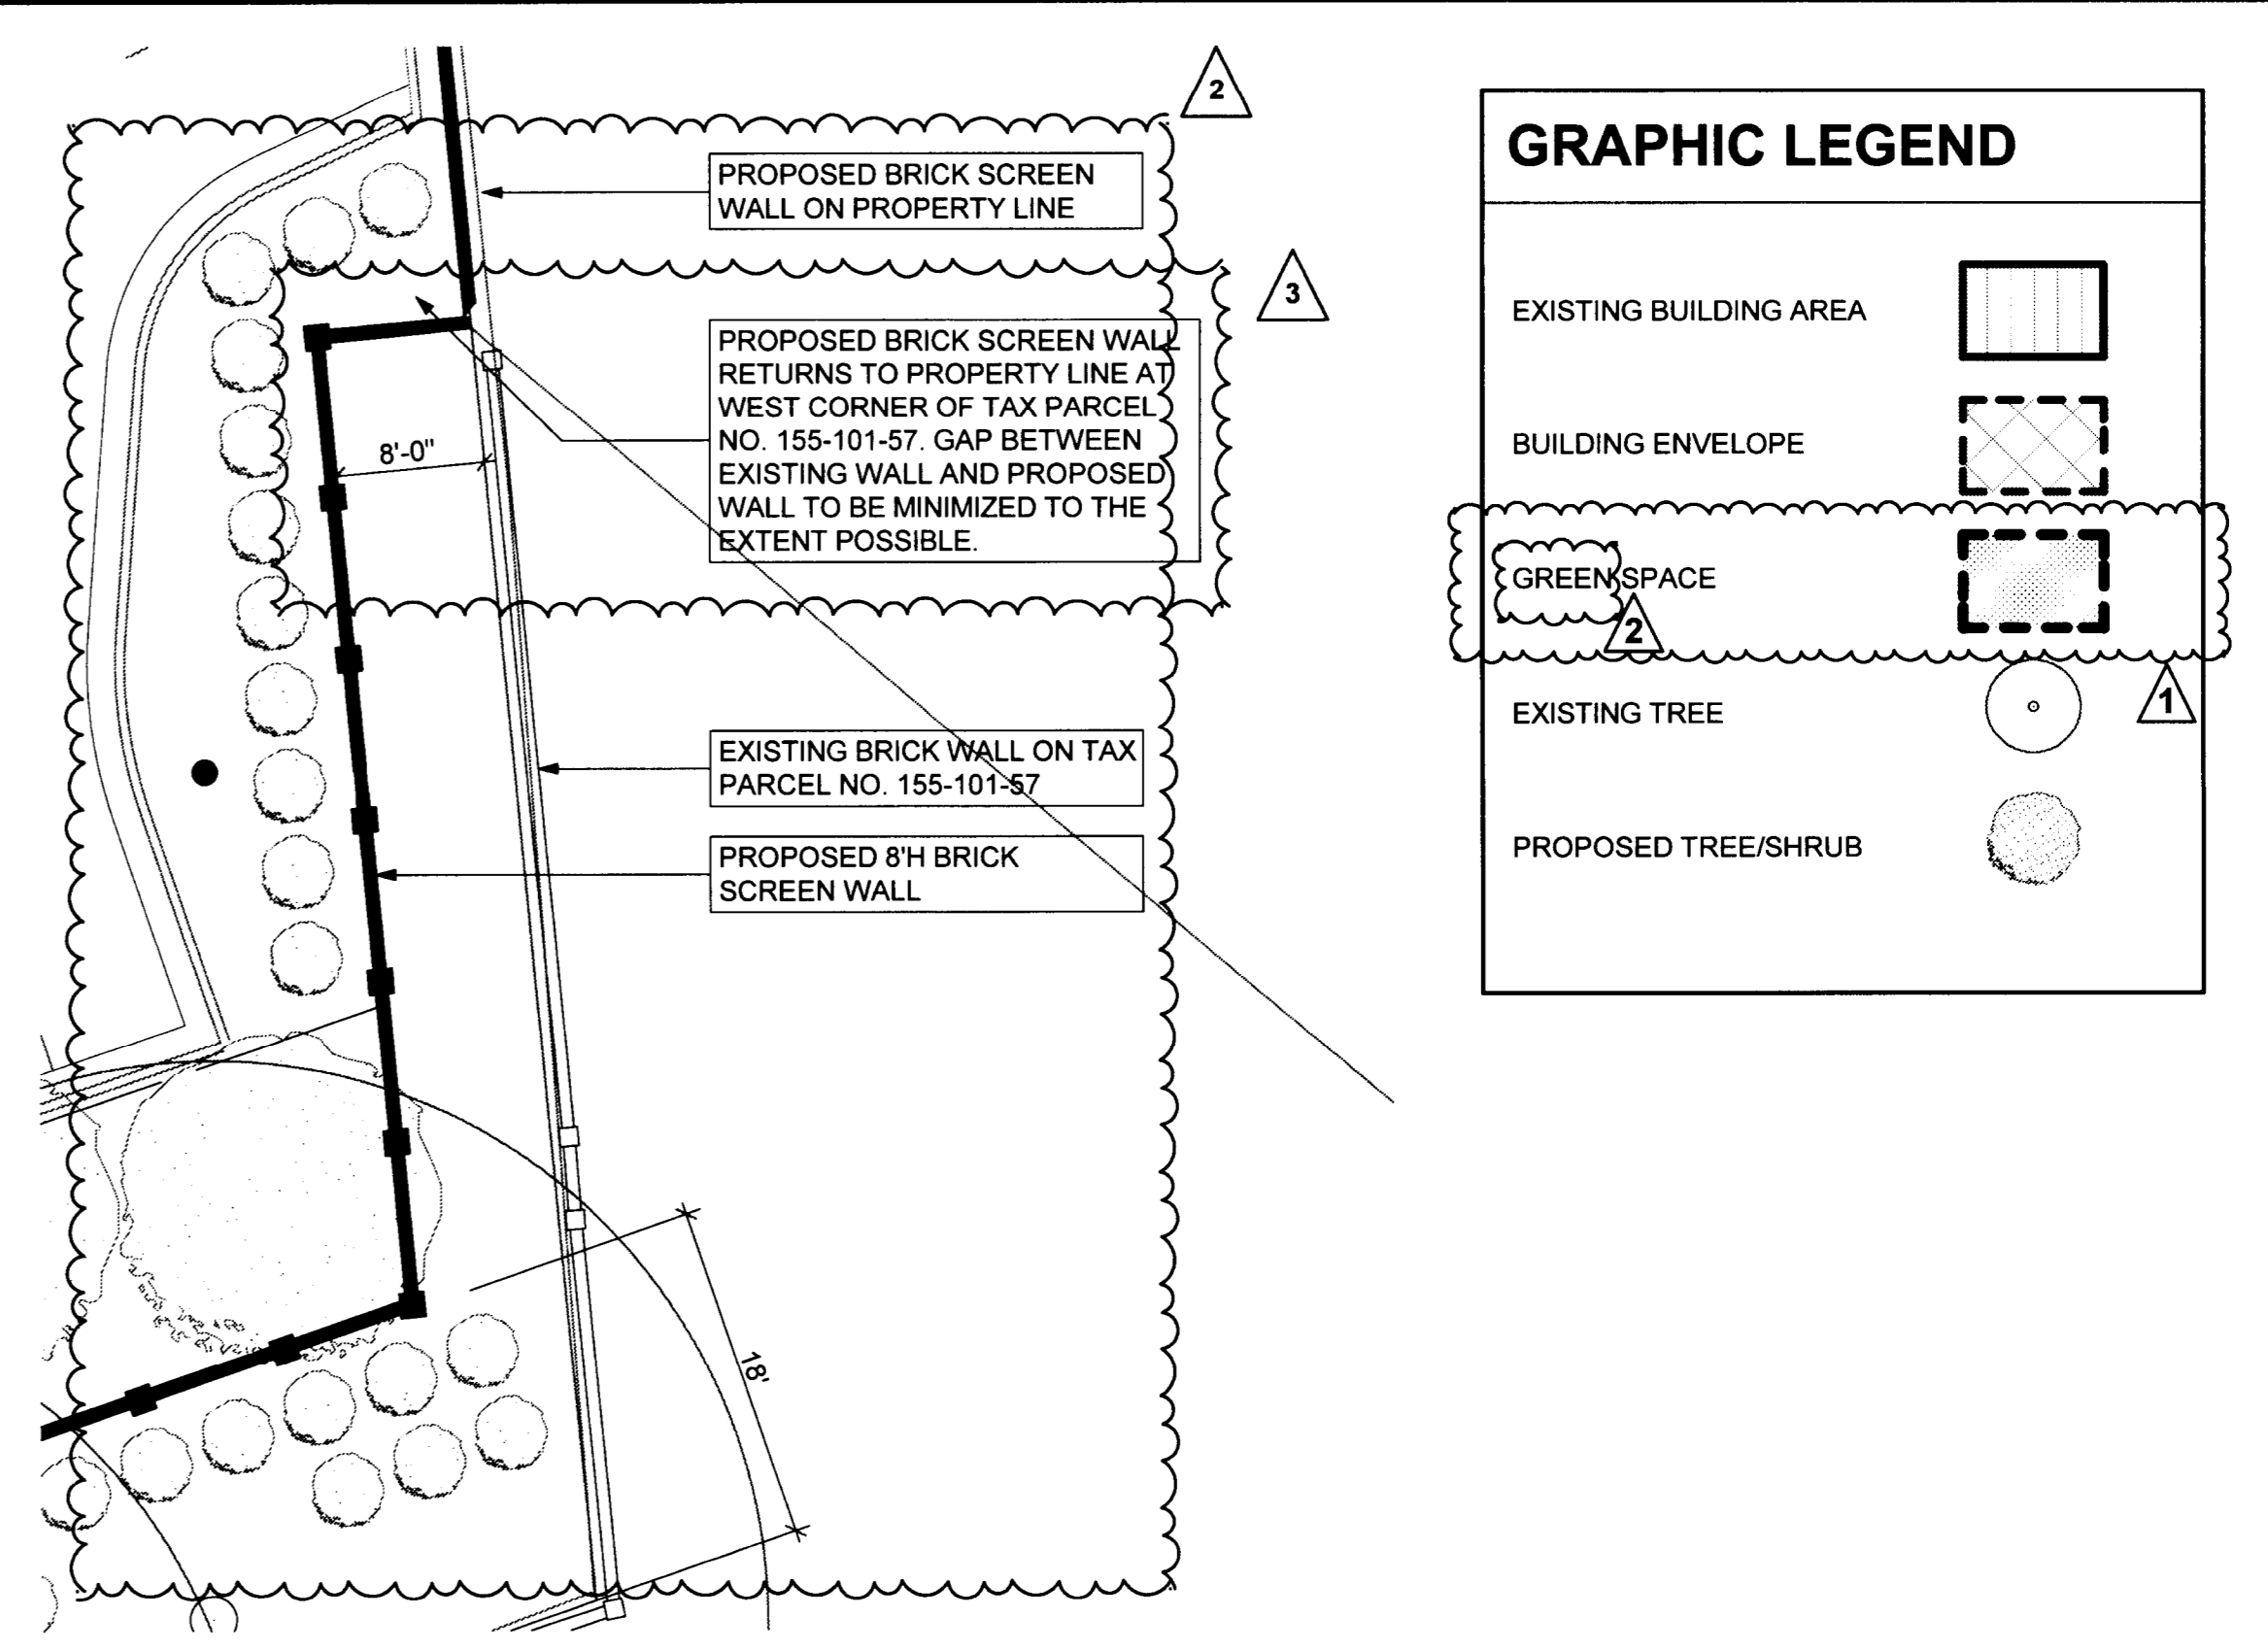 2
PROPOSED BRICK SCREEN
WALL ON PROPERTY LINE
3
PROPOSED BRICK SCREEN WALL
RETURNS TO PROPERTY LINE AT
WEST CORNER OF TAX PARCEL
NO. 155-101-57. GAP BETWEEN
EXISTING WALL AND PROPOSED
WALL TO BE MINIMIZED TO THE
EXTENT POSSIBLE.
8'-0"
EXISTING BRICK WALL ON TAX
PARCEL NO. 155-101-57
PROPOSED 8'H BRICK
SCREEN WALL
18'
GRAPHIC LEGEND
EXISTING BUILDING AREA
BUILDING ENVELOPE
GREEN SPACE
2
1
EXISTING TREE
PROPOSED TREE/SHRUB